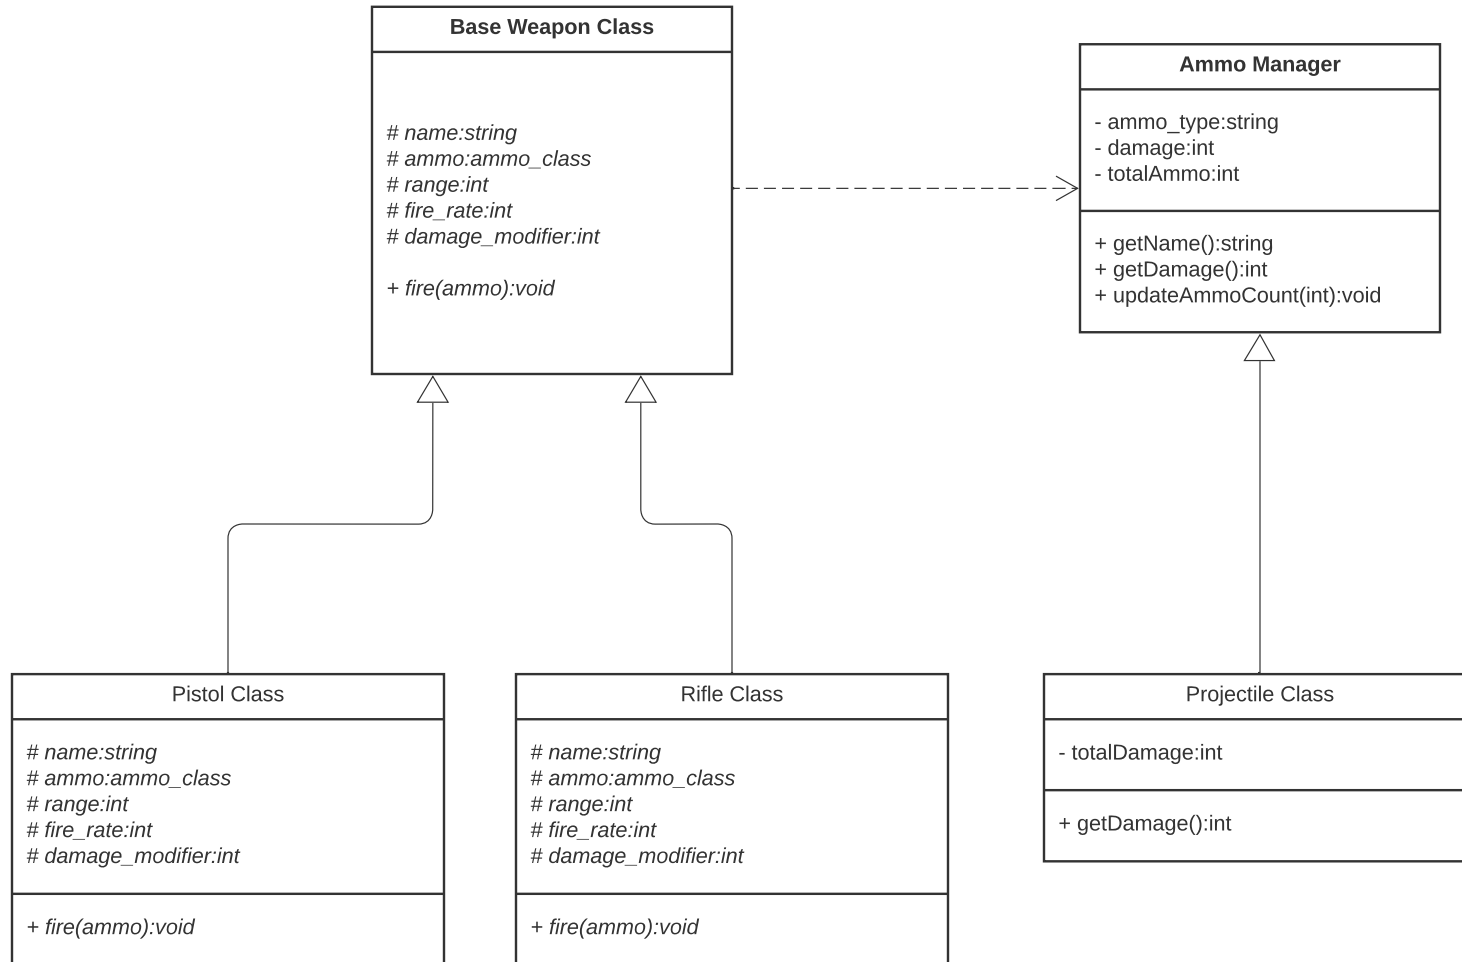 Base Weapon Class
# name:string
# ammo:ammo_class
# range:int
# fire_rate:int
# damage_modifier:int
+ fire(ammo):void
Ammo Manager
- ammo_type:string
- damage:int
- totalAmmo:int
+ getName():string
+ getDamage():int
+ updateAmmoCount(int):void
Pistol Class
# name:string
# ammo:ammo_class
# range:int
# fire_rate:int
# damage_modifier:int
+ fire(ammo):void
Rifle Class
# name:string
# ammo:ammo_class
# range:int
# fire_rate:int
# damage_modifier:int
+ fire(ammo):void
Projectile Class
- totalDamage:int
+ getDamage():int